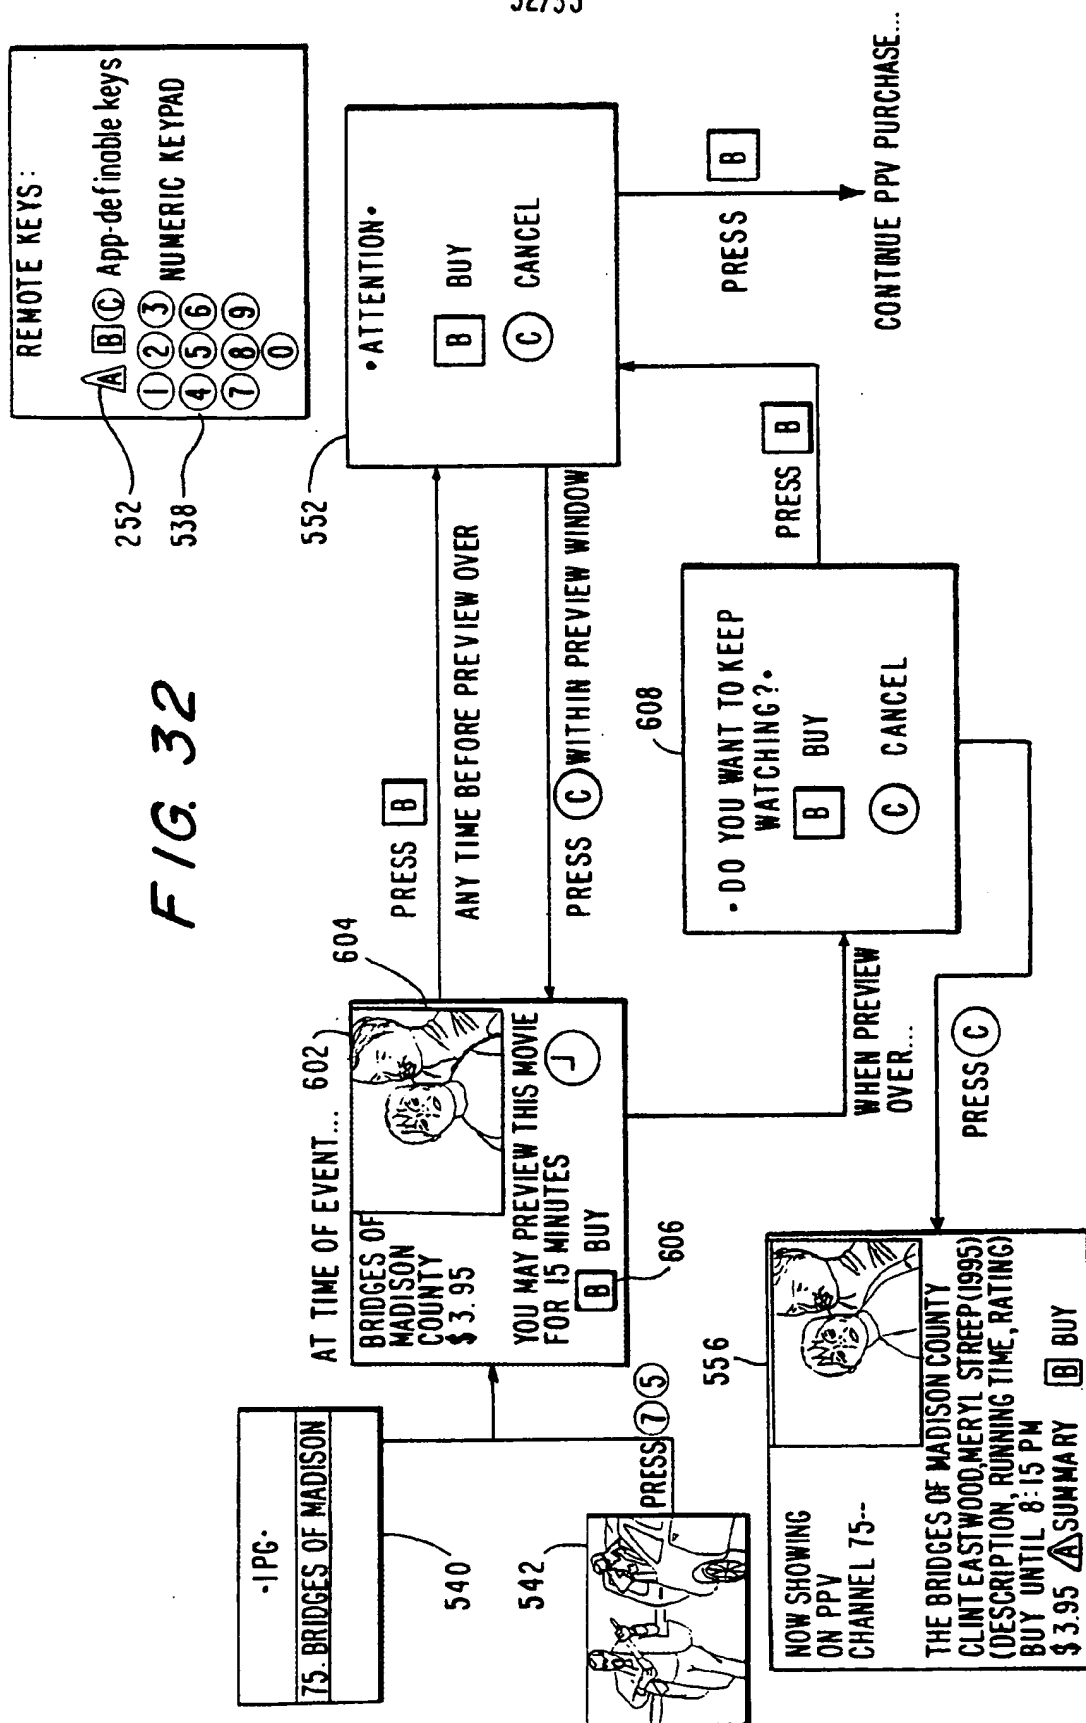 32/55
FIG. 32
REMOTE KEYS:
A B C App-definable keys
1 2 3 NUMERIC KEYPAD
4 5 6
7 8 9
0
252
538
•IPG•
75. BRIDGES OF MADISON
540
542
PRESS 7 5
AT TIME OF EVENT... 602
604
BRIDGES OF
MADISON
COUNTY
$3.95
YOU MAY PREVIEW THIS MOVIE
FOR 15 MINUTES
B BUY
606
PRESS B
ANY TIME BEFORE PREVIEW OVER
PRESS C WITHIN PREVIEW WINDOW
552
•ATTENTION•
B BUY
C CANCEL
PRESS B
CONTINUE PPV PURCHASE...
WHEN PREVIEW
OVER...
608
•DO YOU WANT TO KEEP
WATCHING?•
B BUY
C CANCEL
PRESS B
PRESS C
556
NOW SHOWING
ON PPV
CHANNEL 75--
THE BRIDGES OF MADISON COUNTY
CLINT EASTWOOD, MERYL STREEP (1995)
(DESCRIPTION, RUNNING TIME, RATING)
BUY UNTIL 8:15 PM
$3.95 A SUMMARY B BUY